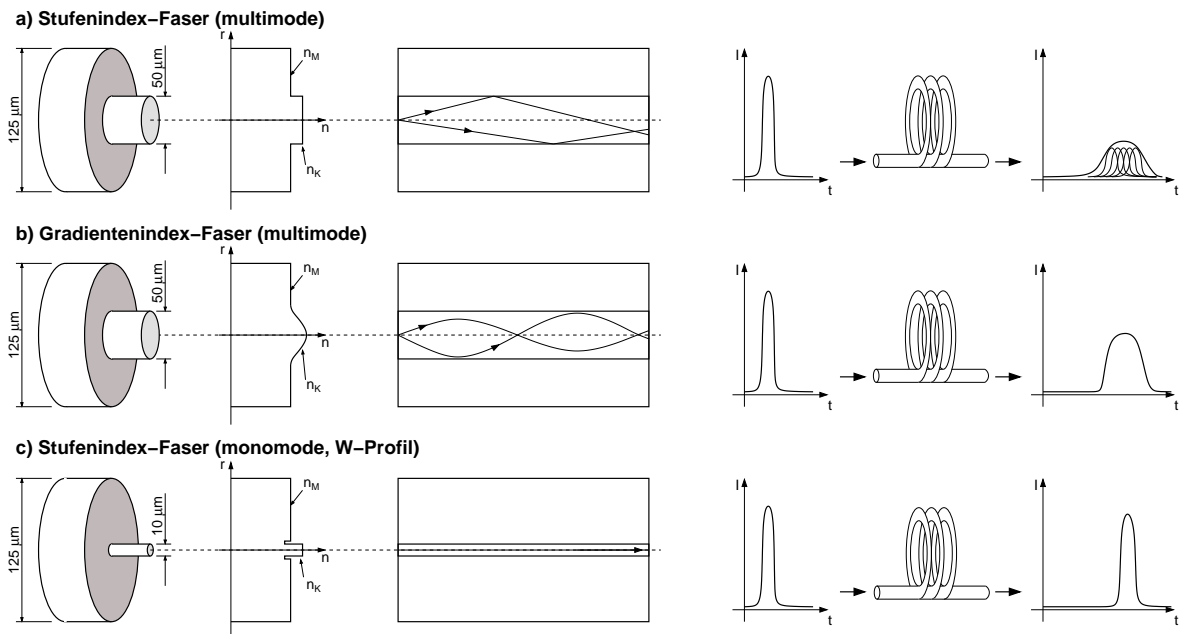 a) Stufenindex–Faser (multimode)
r
n_M
50 µm
125 µm
n
n_K
I
t
I
t
b) Gradientenindex–Faser (multimode)
r
n_M
50 µm
125 µm
n
n_K
I
t
I
t
c) Stufenindex–Faser (monomode, W–Profil)
r
n_M
10 µm
125 µm
n
n_K
I
t
I
t